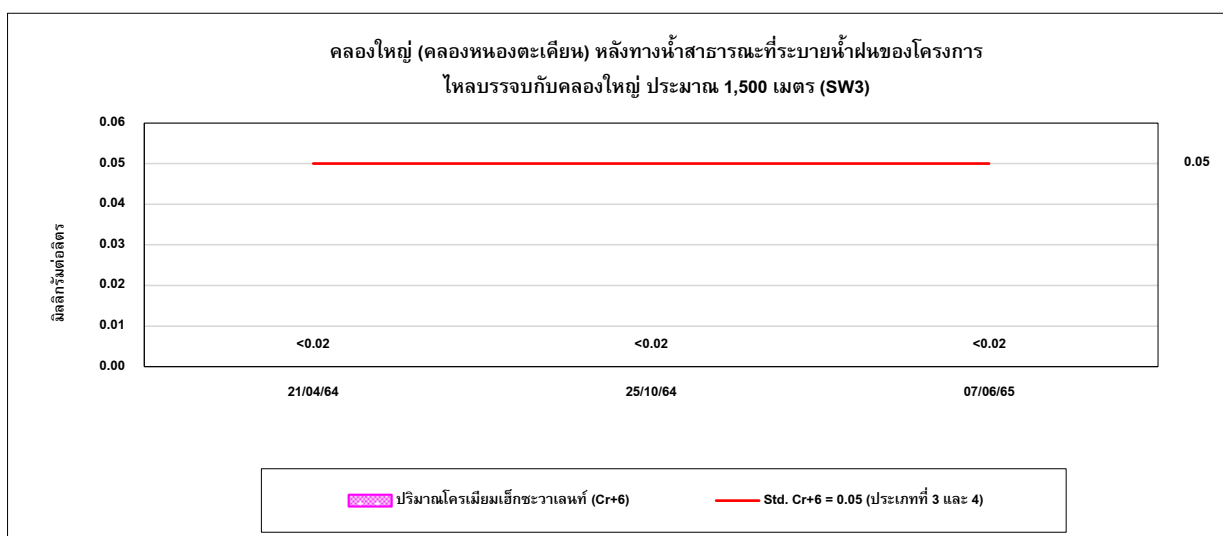 คลองใหญ่ (คลองหนองตะเคียน) หลังทางน้ำสาธารณะที่ระบายน้ำฝนของโครงการ
ไหลบรรจบกับคลองใหญ่ ประมาณ 1,500 เมตร (SW3)
0.06
0.05
0.05
0.04
0.03
0.02
0.01
0.00
มิลลิกรัมต่อลิตร
<0.02
<0.02
<0.02
21/04/64
25/10/64
07/06/65
ปริมาณโครเมียมเฮ็กซะวาเลนท์ (Cr+6)
Std. Cr+6 = 0.05 (ประเภทที่ 3 และ 4)